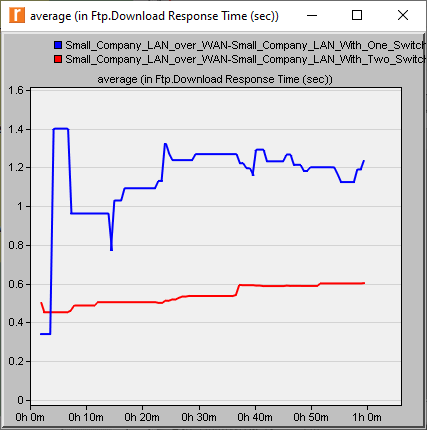 average (in Ftp.Download Response Time (sec))
Small_Company_LAN_over_WAN-Small_Company_LAN_With_One_Switch
Small_Company_LAN_over_WAN-Small_Company_LAN_With_Two_Switch
average (in Ftp.Download Response Time (sec))
1.6
1.4
1.2
1
0.8
0.6
0.4
0.2
0
0h 0m 0h 10m 0h 20m 0h 30m 0h 40m 0h 50m 1h 0m